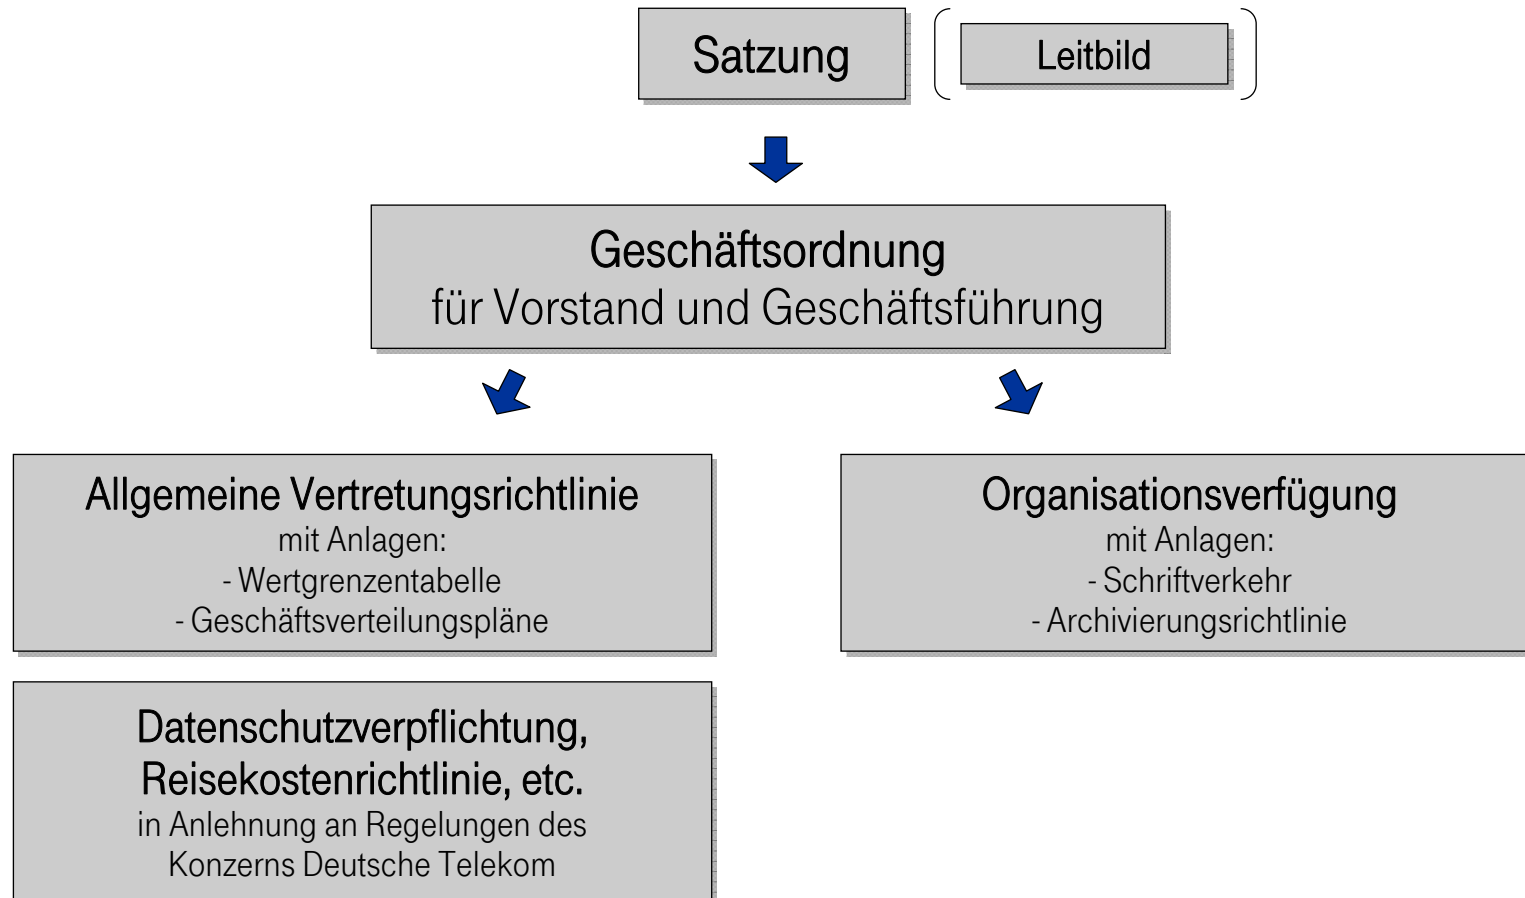 Satzung
Leitbild
Geschäftsordnung
für Vorstand und Geschäftsführung
Allgemeine Vertretungsrichtlinie
mit Anlagen:
- Wertgrenzentabelle
- Geschäftsverteilungspläne
Organisationsverfügung
mit Anlagen:
- Schriftverkehr
- Archivierungsrichtlinie
Datenschutzverpflichtung,
Reisekostenrichtlinie, etc.
in Anlehnung an Regelungen des
Konzerns Deutsche Telekom